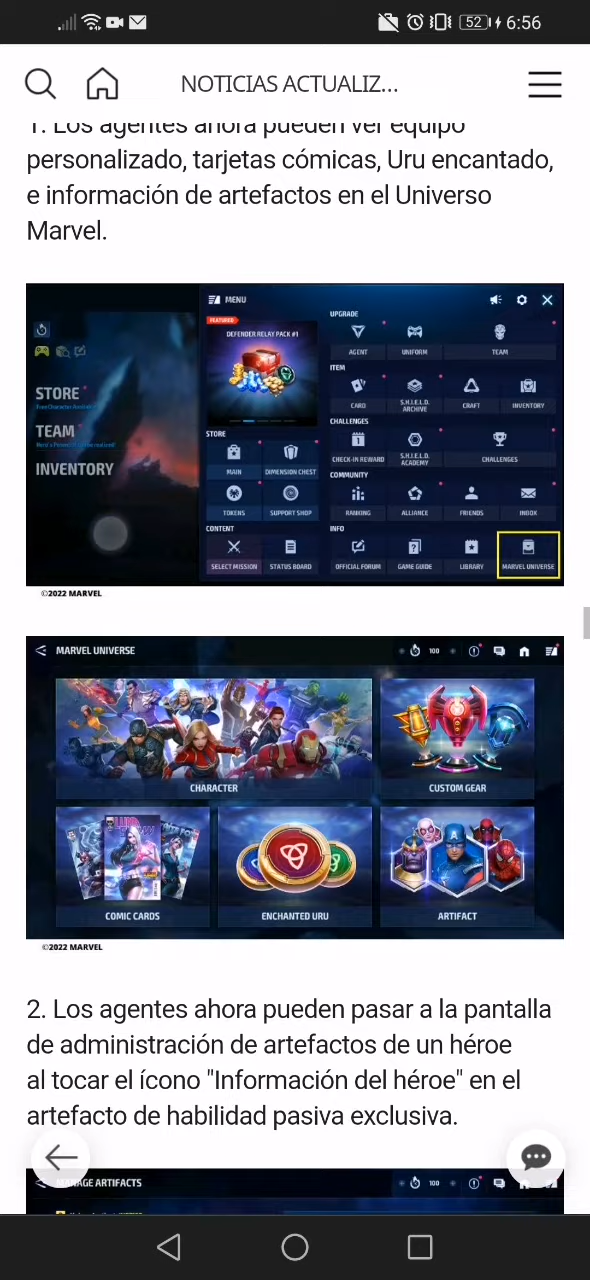 52 6:56
NOTICIAS ACTUALIZ...
1. Los agentes ahora pueden ver equipo
personalizado, tarjetas cómicas, Uru encantado,
e información de artefactos en el Universo
Marvel.
MENU
FEATURED
DEFENDER RELAY PACK #1
STORE
TEAM
INVENTORY
STORE
MAIN
DIMENSION CHEST
TOKENS
SUPPORT SHOP
CONTENT
SELECT MISSION
STATUS BOARD
UPGRADE
AGENT
UNIFORM
TEAM
ITEM
CARD
S.H.I.E.L.D.
ARCHIVE
CRAFT
INVENTORY
CHALLENGES
1
CHECK-IN REWARD
S.H.I.E.L.D.
ACADEMY
CHALLENGES
COMMUNITY
RANKING
ALLIANCE
FRIENDS
INBOX
INFO
OFFICIAL FORUM
GAME GUIDE
LIBRARY
MARVEL UNIVERSE
©2022 MARVEL
MARVEL UNIVERSE
100
CHARACTER
CUSTOM GEAR
COMIC CARDS
ENCHANTED URU
ARTIFACT
©2022 MARVEL
2. Los agentes ahora pueden pasar a la pantalla
de administración de artefactos de un héroe
al tocar el ícono "Información del héroe" en el
artefacto de habilidad pasiva exclusiva.
MANAGE ARTIFACTS
100